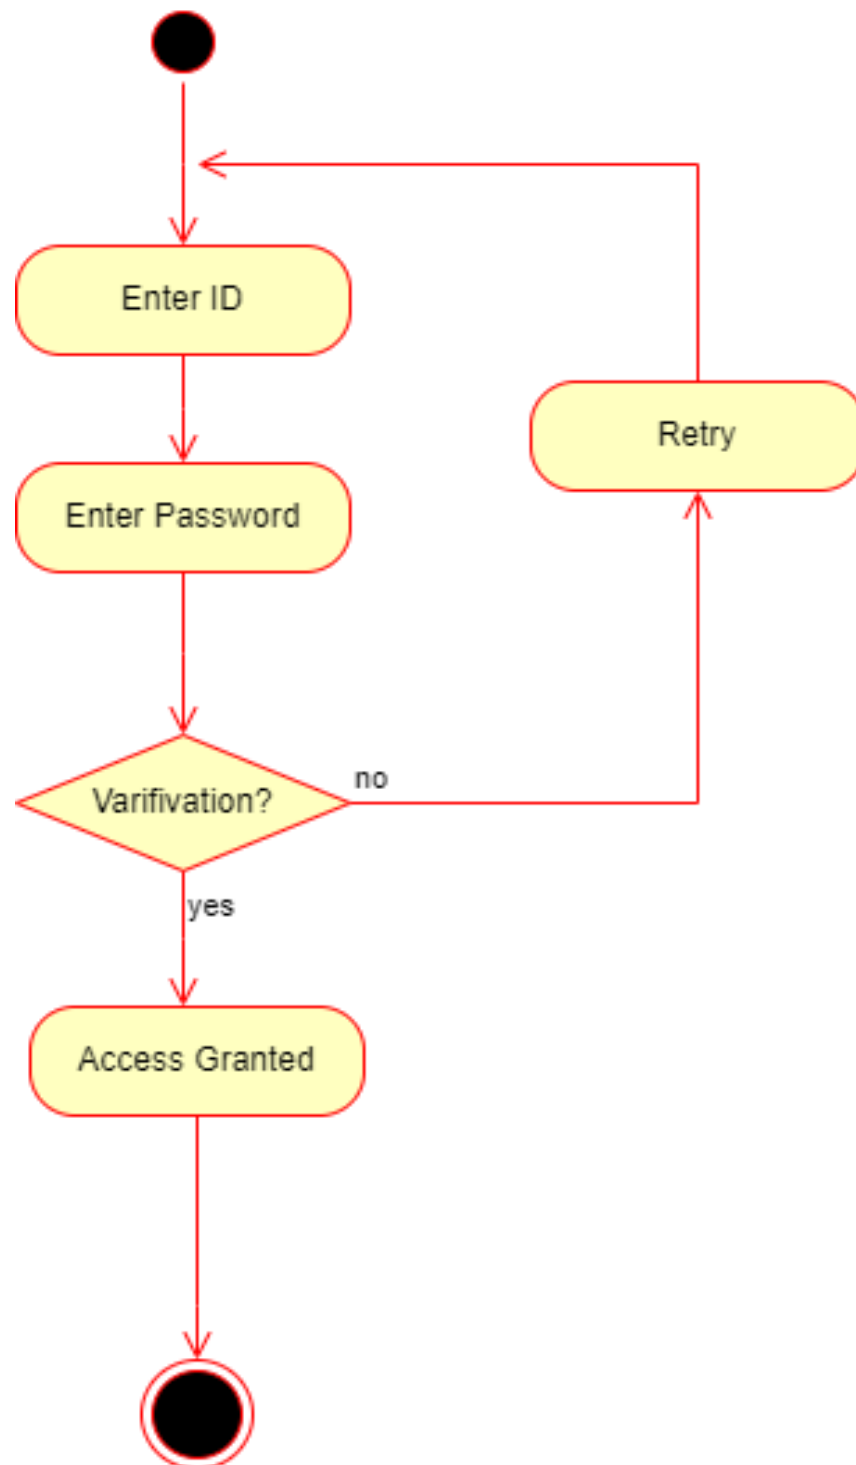 Enter ID
Retry
Enter Password
Varifivation?
no
yes
Access Granted